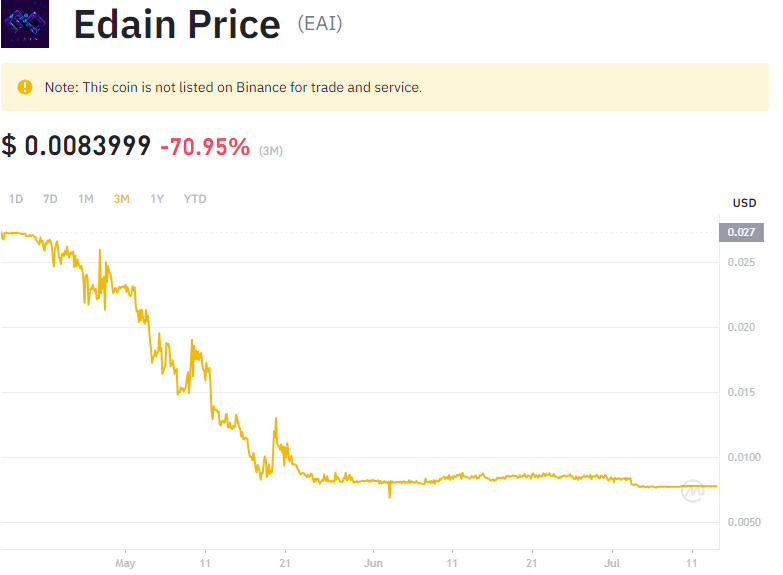 Edain Price (EAI)
Note: This coin is not listed on Binance for trade and service.
$ 0.0083999 -70.95% (3M)
1D 7D 1M 3M 1Y YTD
USD
0.027
0.025
0.020
0.015
0.0100
0.0050
May 11 21 Jun 11 21 Jul 11